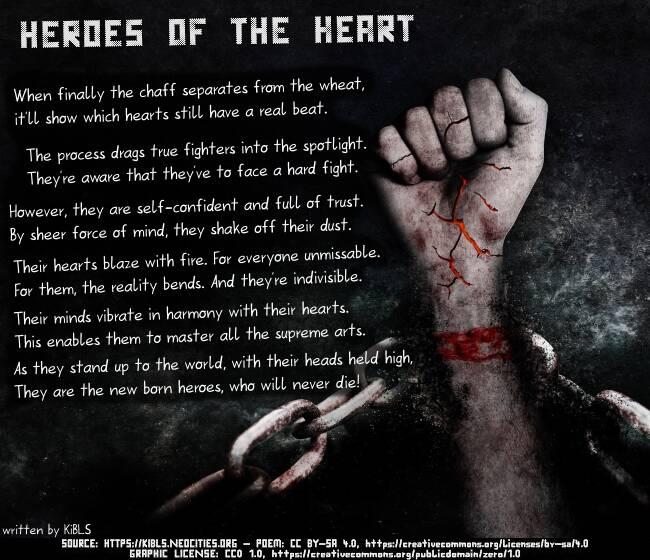 HEROES OF THE HEART
When finally the chaff separates from the wheat,
it'll show which hearts still have a real beat.
The process drags true fighters into the spotlight.
They're aware that they've to face a hard fight.
However, they are self-confident and full of trust.
By sheer force of mind, they shake off their dust.
Their hearts blaze with fire. For everyone unmissable.
For them, the reality bends. And they're indivisible.
Their minds vibrate in harmony with their hearts.
This enables them to master all the supreme arts.
As they stand up to the world, with their heads held high,
They are the new born heroes, who will never die!
written by KiBLS
SOURCE: HTTPS://KIBLS.NEOCITIES.ORG – POEM: CC BY-SA 4.0, https://creativecommons.org/licenses/by-sa/4.0
GRAPHIC LICENSE: CC0 1.0, https://creativecommons.org/publicdomain/zero/1.0